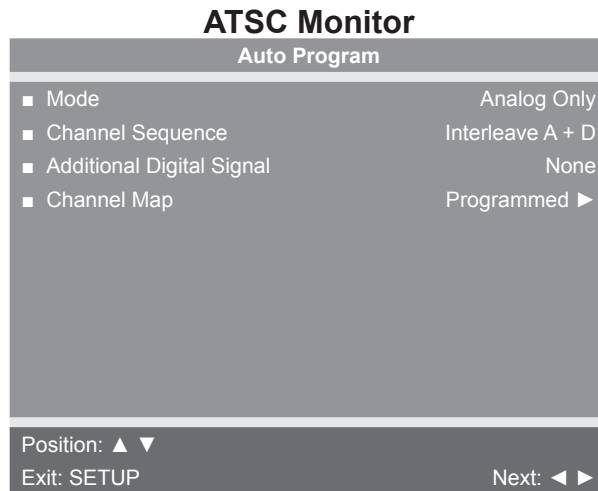 ATSC Monitor
Auto Program
■ Mode Analog Only
■ Channel Sequence Interleave A + D
■ Additional Digital Signal None
■ Channel Map Programmed ►
Position: ▲ ▼
Exit: SETUP Next: ◄ ►